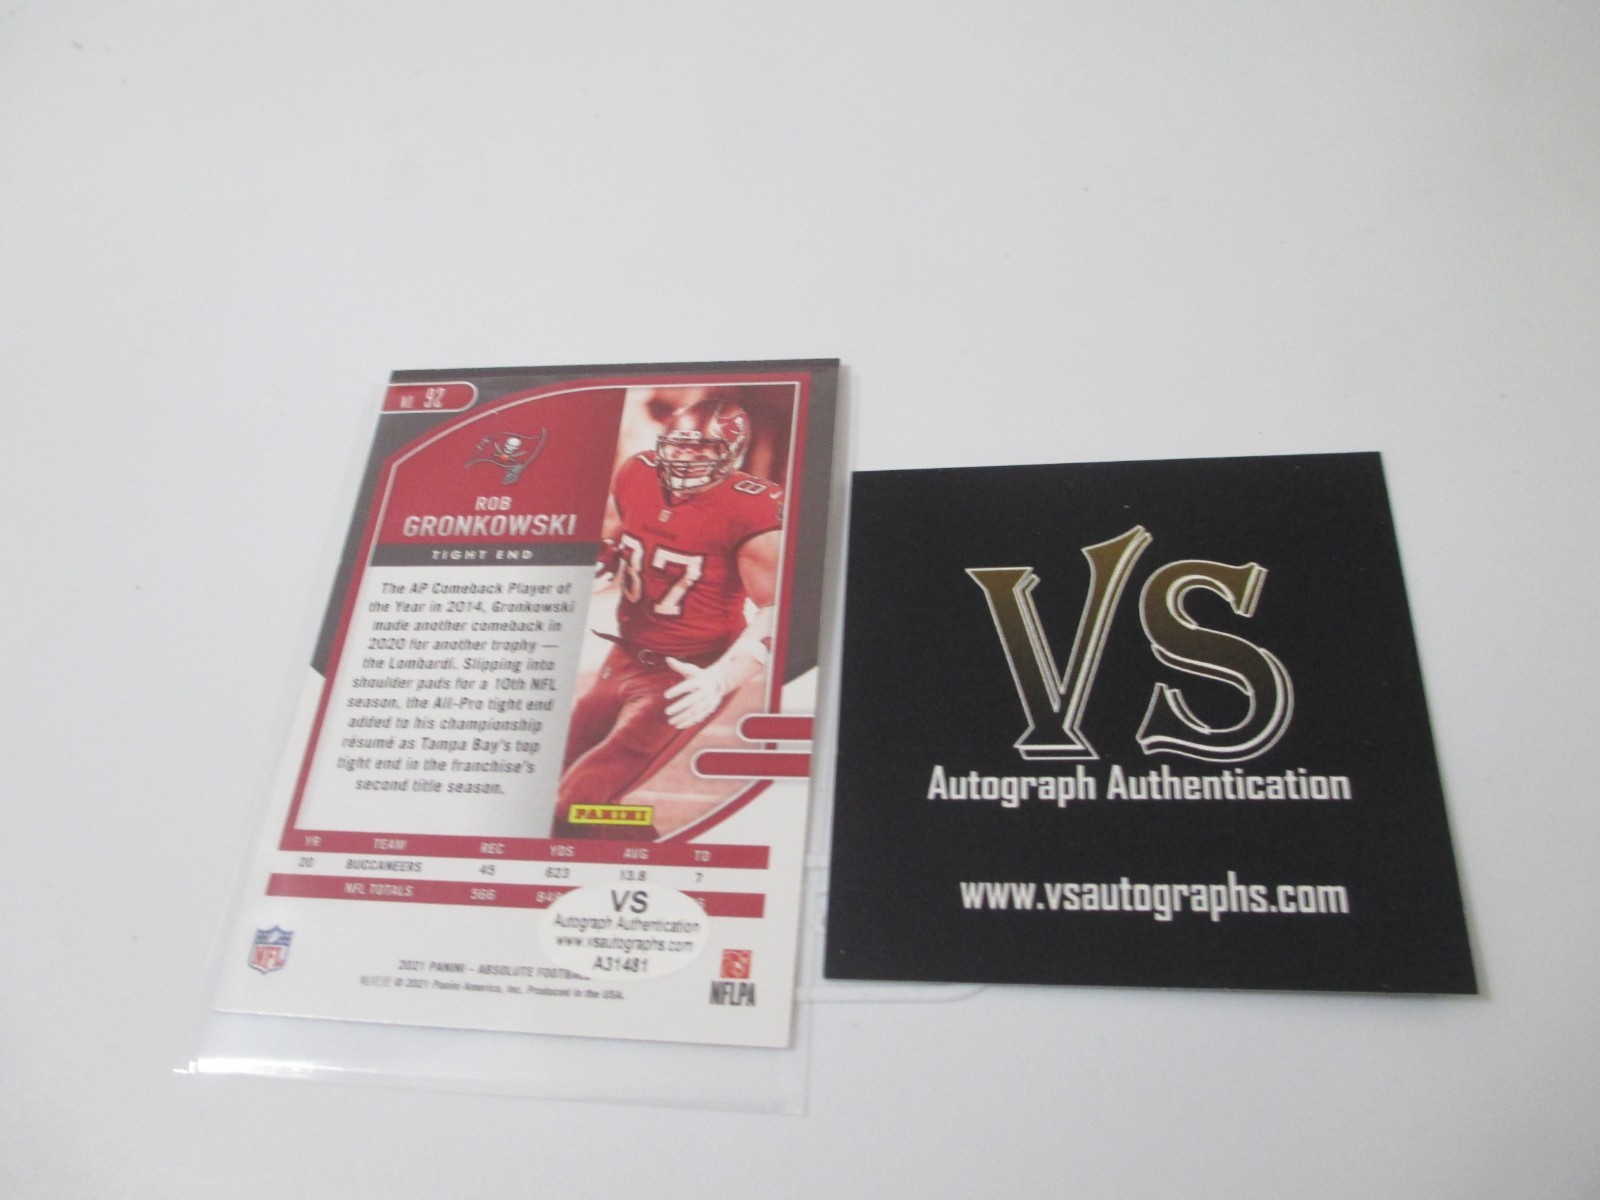 NO. 92
ROB
GRONKOWSKI
TIGHT END
The AP Comeback Player of
the Year in 2014, Gronkowski
made another comeback in
2020 for another trophy —
the Lombardi. Slipping into
shoulder pads for a 10th NFL
season, the All-Pro tight end
added to his championship
résumé as Tampa Bay's top
tight end in the franchise's
second title season.
87
PANINI
YR TEAM REC YDS AVG TD
20 BUCCANEERS 45 623 13.8 7
NFL TOTALS 566
VS
Autograph Authentication
www.vsautographs.com
A31481
NFL
2021 PANINI - ABSOLUTE FOOTBALL
© 2021 Panini America, Inc. Produced in the USA.
NFLPA
VS
Autograph Authentication
www.vsautographs.com